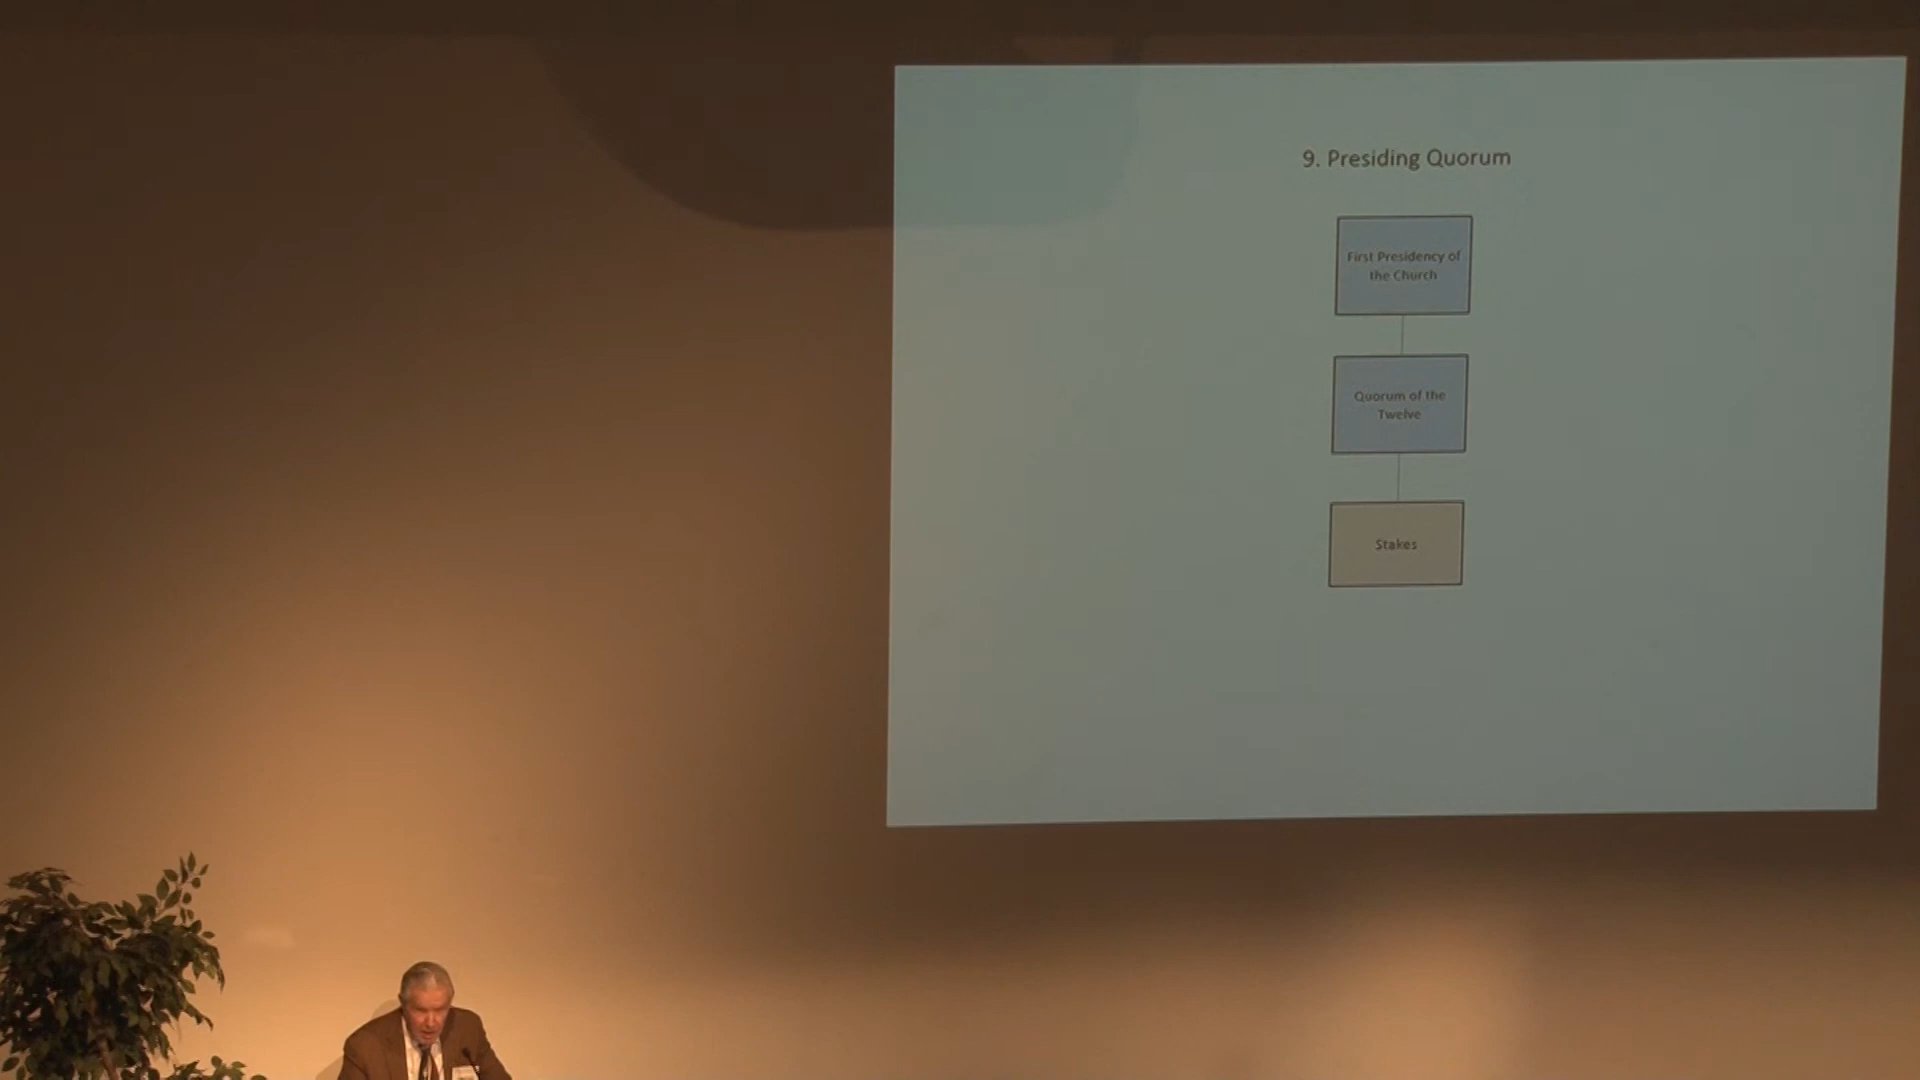 9. Presiding Quorum
First Presidency of
the Church
Quorum of the
Twelve
Stakes